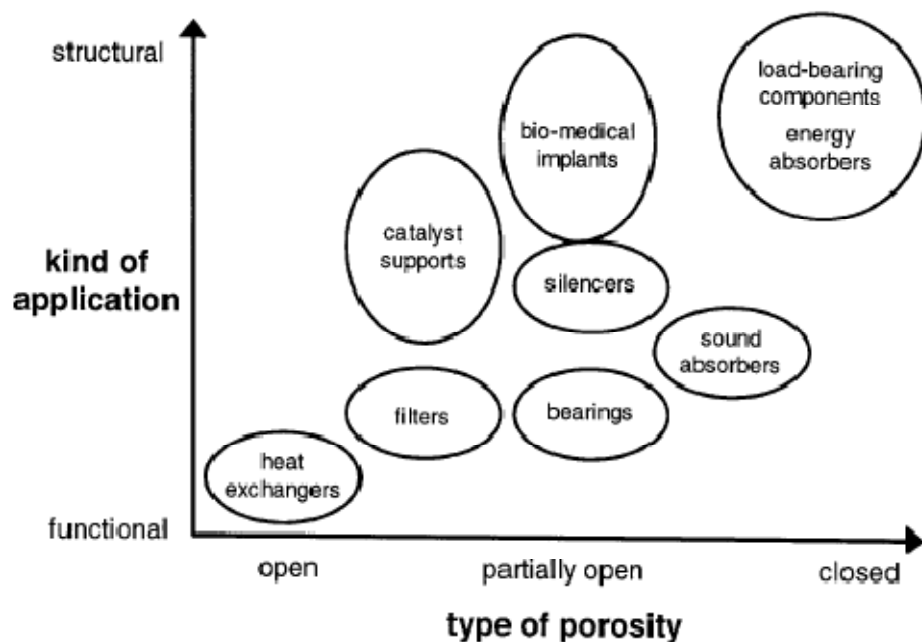 structural
load-bearing
components
energy
absorbers
bio-medical
implants
catalyst
supports
kind of
application
silencers
sound
absorbers
filters
bearings
heat
exchangers
functional
open
partially open
closed
type of porosity